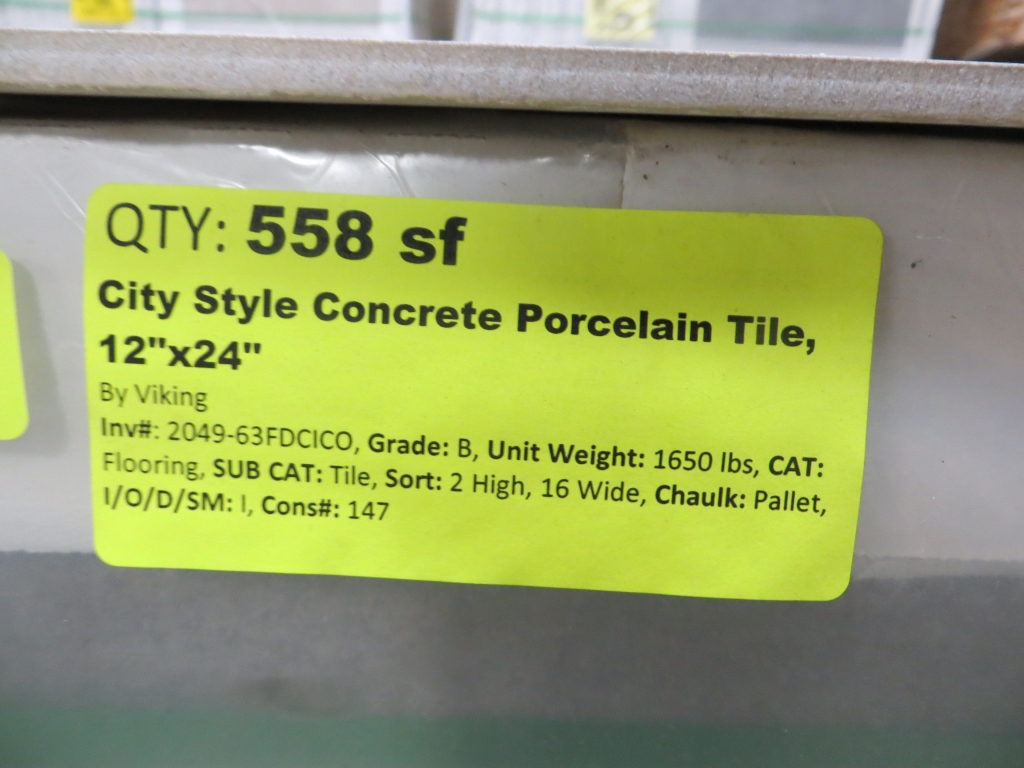 QTY: 558 sf
City Style Concrete Porcelain Tile,
12"x24"
By Viking
Inv#: 2049-63FDCICO, Grade: B, Unit Weight: 1650 lbs, CAT:
Flooring, SUB CAT: Tile, Sort: 2 High, 16 Wide, Chaulk: Pallet,
I/O/D/SM: I, Cons#: 147